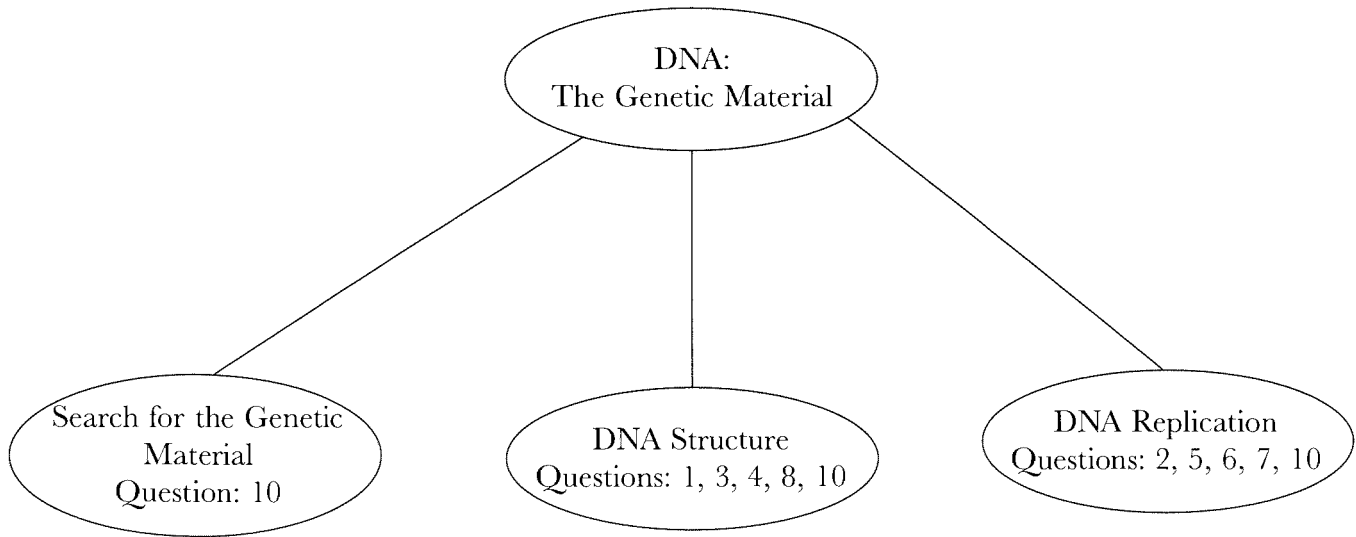 DNA:
The Genetic Material
Search for the Genetic
Material
Question: 10
DNA Structure
Questions: 1, 3, 4, 8, 10
DNA Replication
Questions: 2, 5, 6, 7, 10